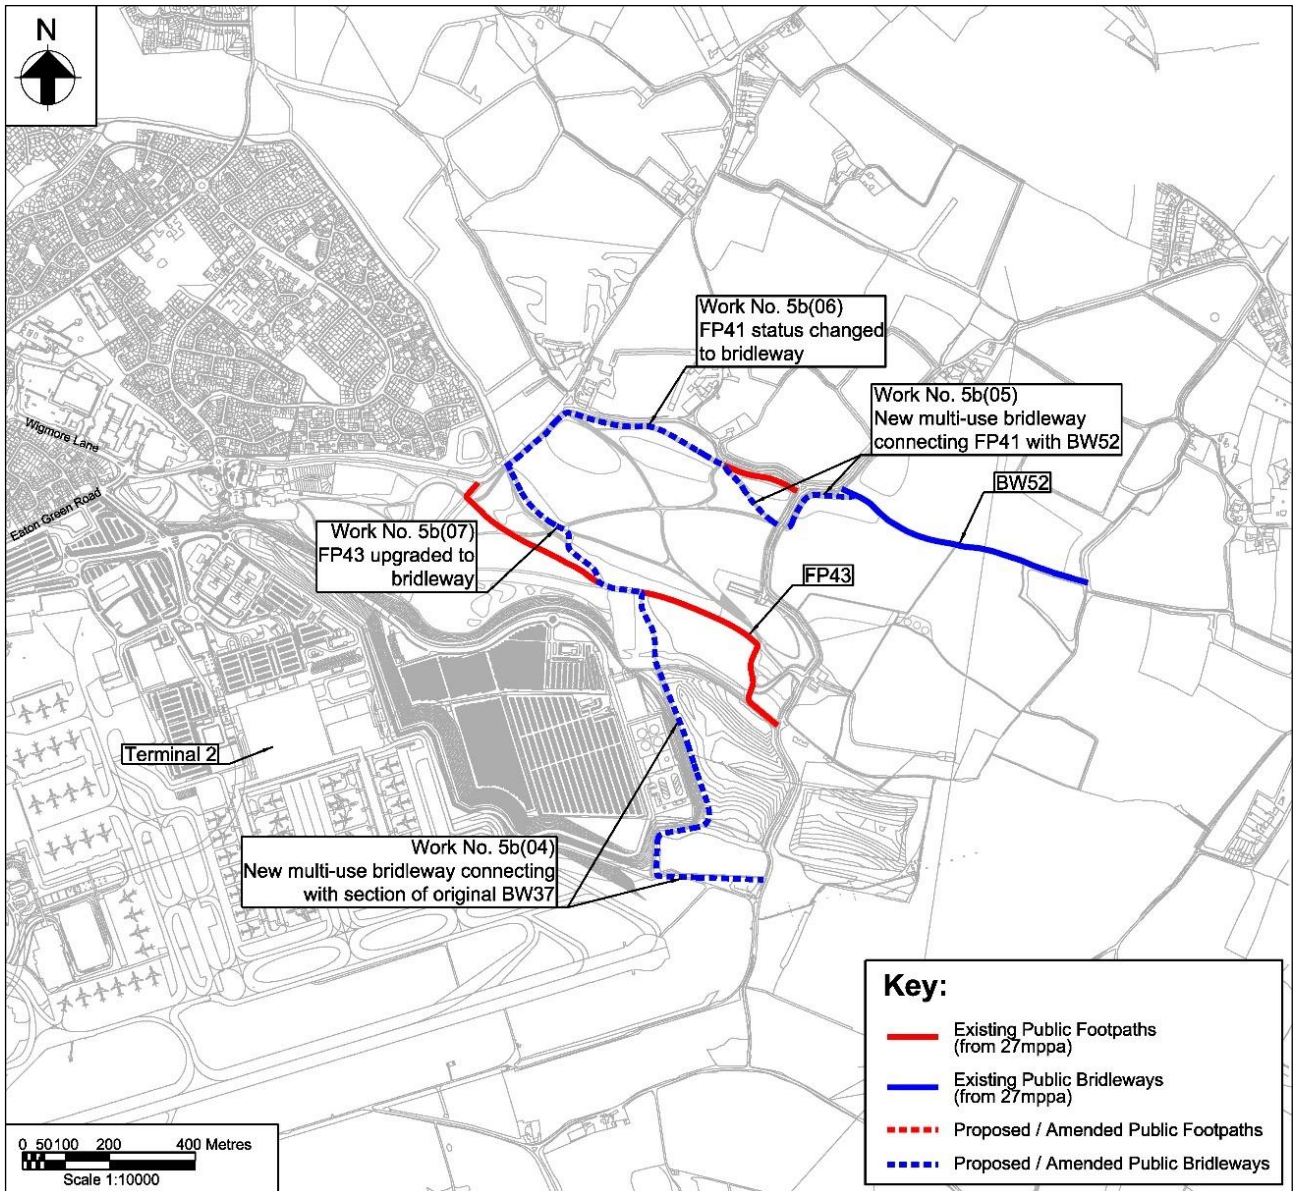 N
Work No. 5b(06)
FP41 status changed
to bridleway
Work No. 5b(05)
New multi-use bridleway
connecting FP41 with BW52
Wigmore Lane
BW52
Eaton Green Road
Work No. 5b(07)
FP43 upgraded to
bridleway
FP43
Terminal 2
Work No. 5b(04)
New multi-use bridleway connecting
with section of original BW37
Key:
Existing Public Footpaths
(from 27mppa)
Existing Public Bridleways
(from 27mppa)
Proposed / Amended Public Footpaths
Proposed / Amended Public Bridleways
0 50 100 200 400 Metres
Scale 1:10000